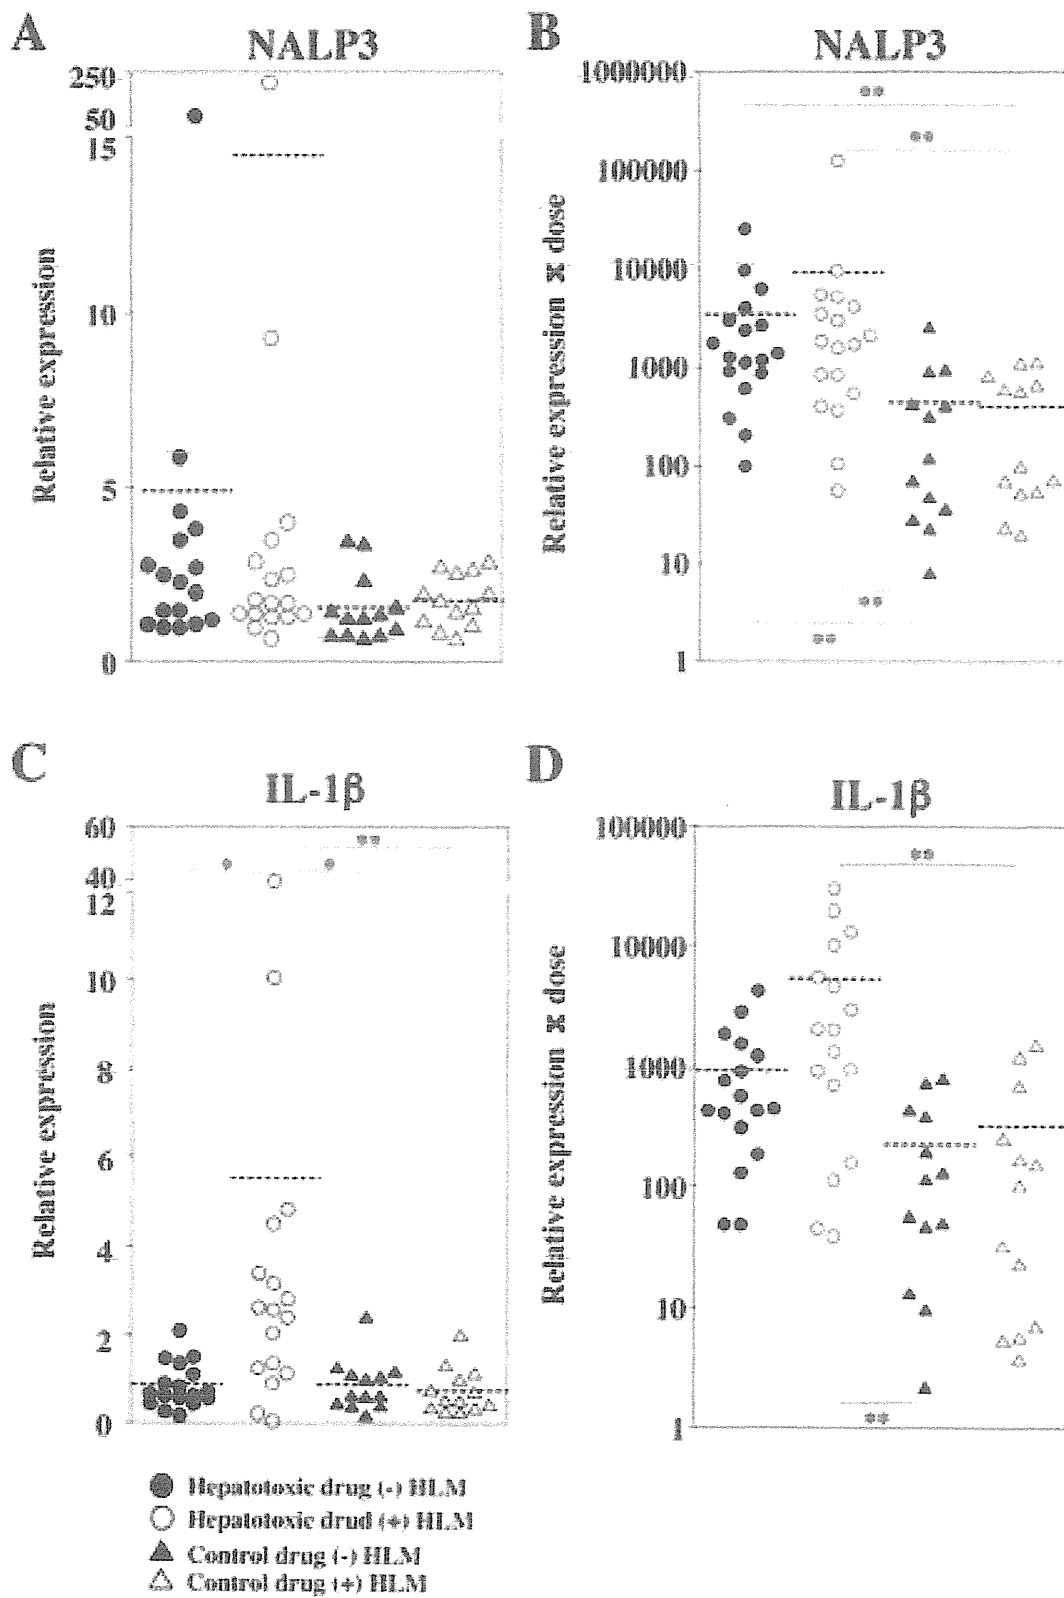 A
NALP3
250
50
15
10
5
0
Relative expression
B
NALP3
1000000
100000
10000
1000
100
10
1
Relative expression x dose
**
**
**
**
C
IL-1β
60
40
12
10
8
6
4
2
0
Relative expression
**
*
*
D
IL-1β
100000
10000
1000
100
10
1
Relative expression x dose
**
**
Hepatotoxic drug (-) HLM
Hepatotoxic drud (+) HLM
Control drug (-) HLM
Control drug (+) HLM